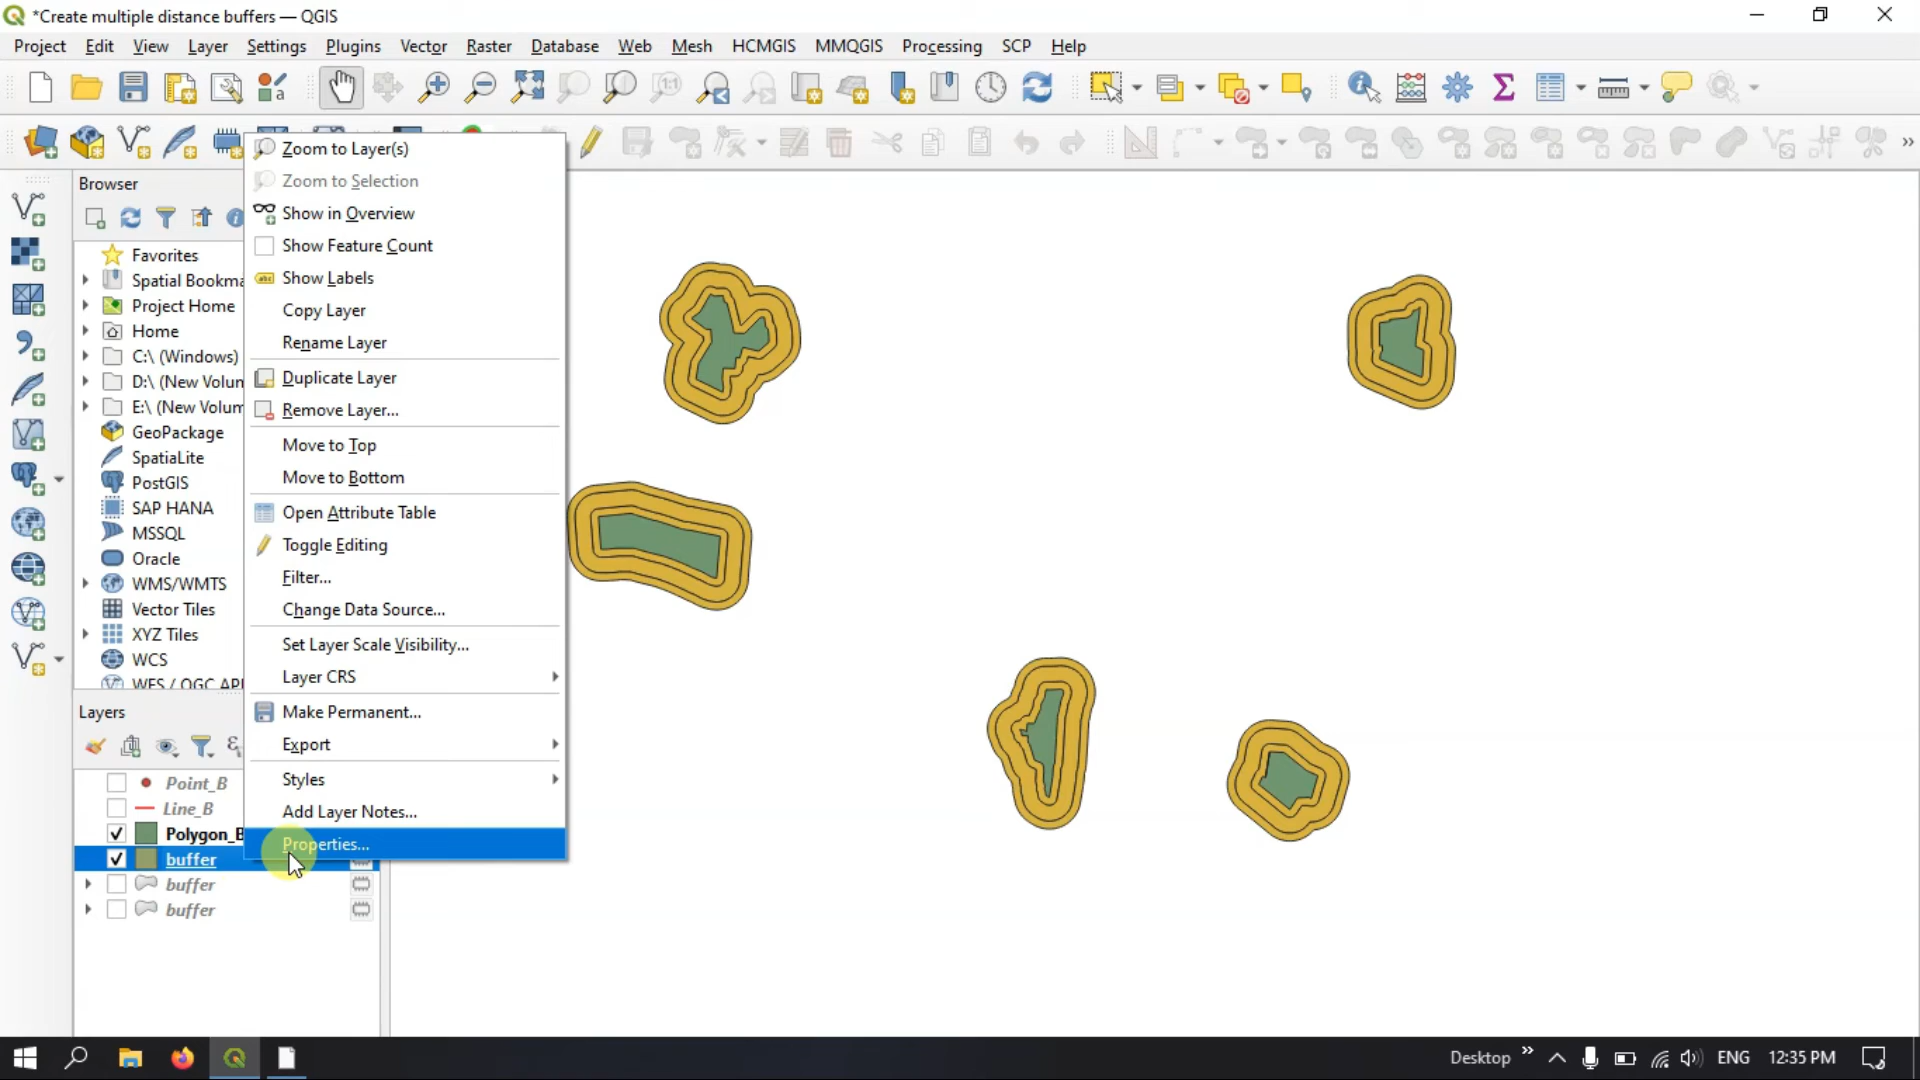 *Create multiple distance buffers — QGIS
Project Edit View Layer Settings Plugins Vector Raster Database Web Mesh HCMGIS MMQGIS Processing SCP Help
Browser
Favorites
Spatial Bookma
Project Home
Home
C:\ (Windows)
D:\ (New Volun
E:\ (New Volum
GeoPackage
SpatiaLite
PostGIS
SAP HANA
MSSQL
Oracle
WMS/WMTS
Vector Tiles
XYZ Tiles
WCS
WFS / OGC API
Layers
Point_B
Line_B
Polygon_B
buffer
buffer
buffer
Zoom to Layer(s)
Zoom to Selection
Show in Overview
Show Feature Count
abc Show Labels
Copy Layer
Rename Layer
Duplicate Layer
Remove Layer...
Move to Top
Move to Bottom
Open Attribute Table
Toggle Editing
Filter...
Change Data Source...
Set Layer Scale Visibility...
Layer CRS
Make Permanent...
Export
Styles
Add Layer Notes...
Properties...
Desktop » ENG 12:35 PM